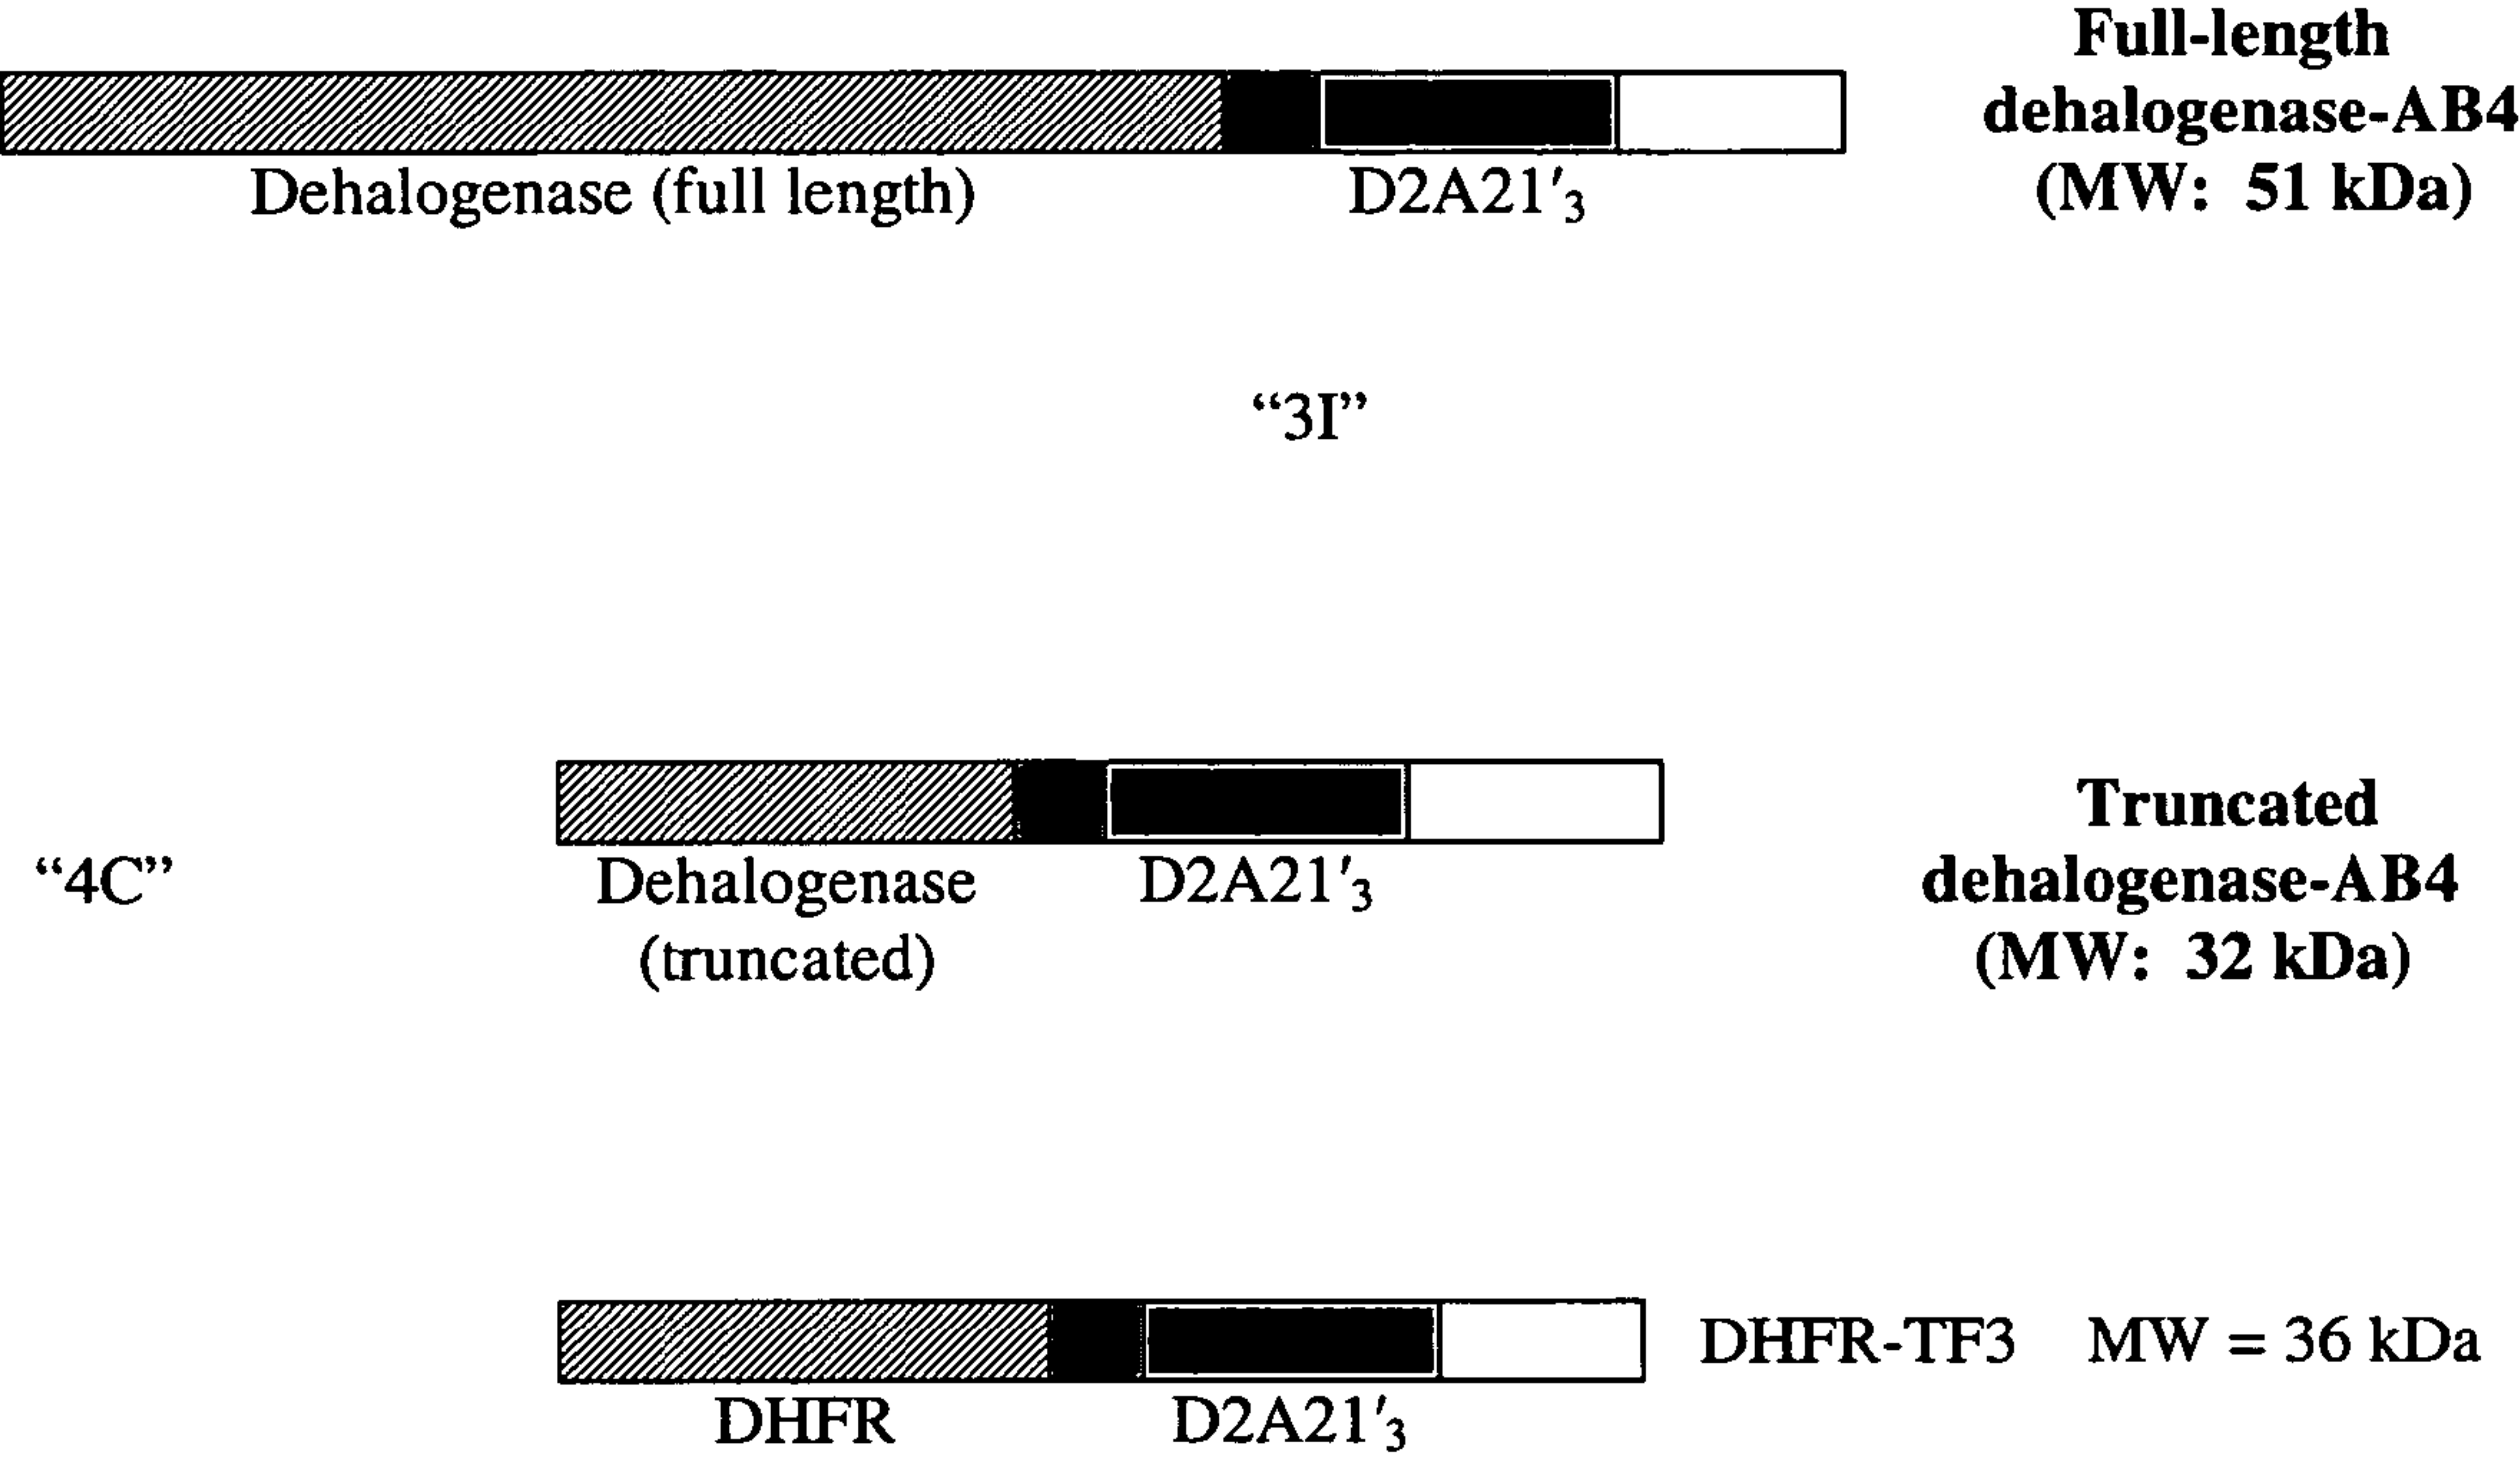 Full-length
dehalogenase-AB4
(MW: 51 kDa)
Dehalogenase (full length)
D2A21′₃
“3I”
“4C”
Dehalogenase
(truncated)
D2A21′₃
Truncated
dehalogenase-AB4
(MW: 32 kDa)
DHFR
D2A21′₃
DHFR-TF3 MW = 36 kDa